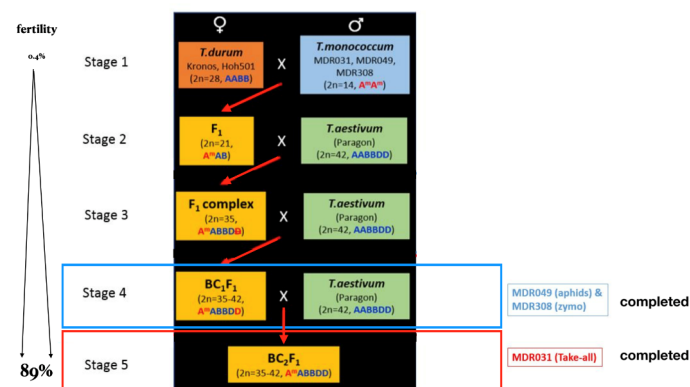 ♀
♂
fertility
0.4%
Stage 1
T.durum
Kronos, Hoh501
(2n=28, AABB)
X
T.monococcum
MDR031, MDR049,
MDR308
(2n=14, AᵐAᵐ)
Stage 2
F₁
(2n=21,
AᵐAB)
X
T.aestivum
(Paragon)
(2n=42, AABBDD)
Stage 3
F₁ complex
(2n=35,
AᵐABBDD)
X
T.aestivum
(Paragon)
(2n=42, AABBDD)
Stage 4
BC₁F₁
(2n=35-42,
AᵐABBDD)
X
T.aestivum
(Paragon)
(2n=42, AABBDD)
MDR049 (aphids) &
MDR308 (zymo)
completed
Stage 5
BC₂F₁
(2n=35-42, AᵐABBDD)
MDR031 (Take-all)
completed
89%